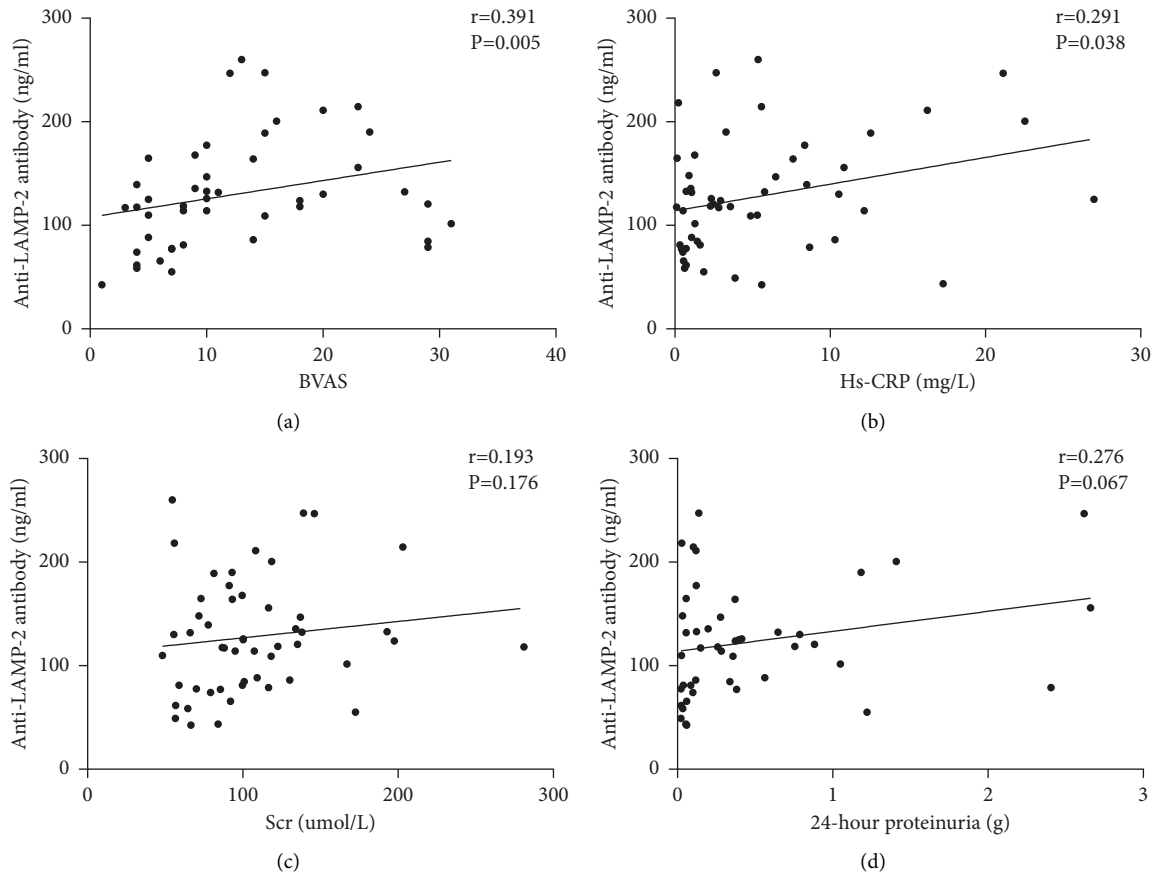 r=0.391
P=0.005
Anti-LAMP-2 antibody (ng/ml)
300
200
100
0
0 10 20 30 40
BVAS
(a)
r=0.291
P=0.038
Anti-LAMP-2 antibody (ng/ml)
300
200
100
0
0 10 20 30
Hs-CRP (mg/L)
(b)
r=0.193
P=0.176
Anti-LAMP-2 antibody (ng/ml)
300
200
100
0
0 100 200 300
Scr (umol/L)
(c)
r=0.276
P=0.067
Anti-LAMP-2 antibody (ng/ml)
300
200
100
0
0 1 2 3
24-hour proteinuria (g)
(d)